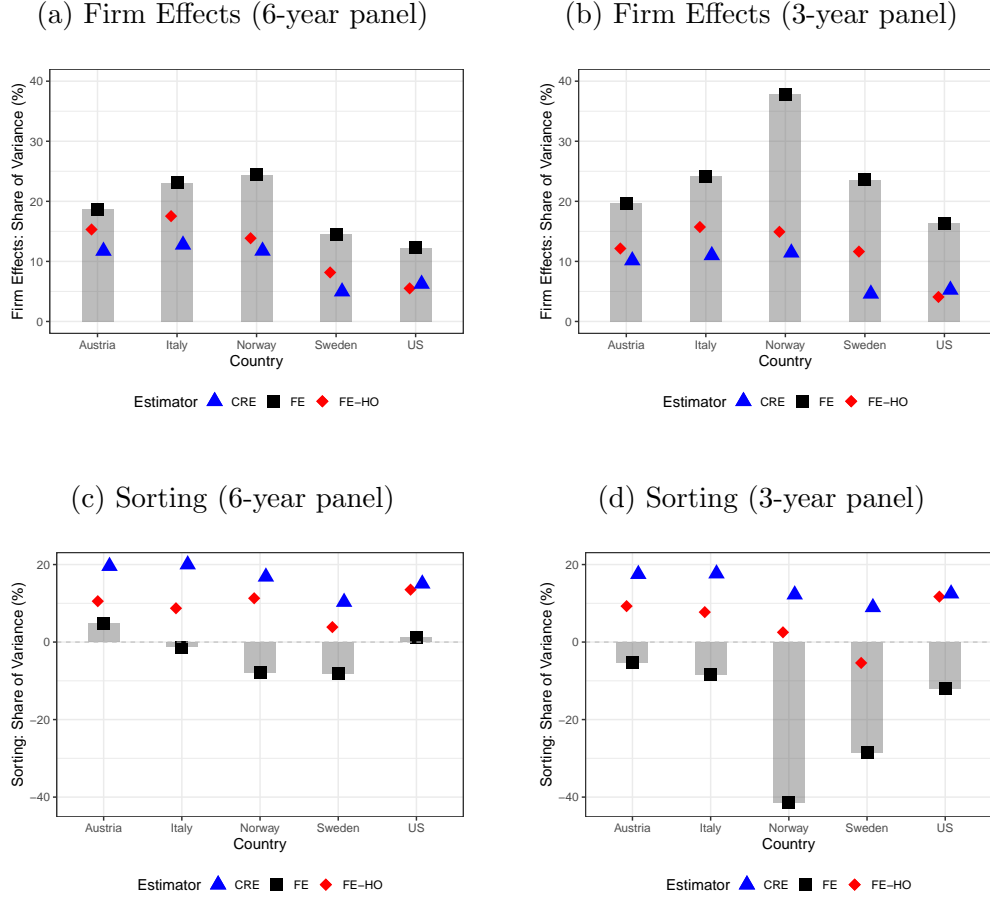 (a) Firm Effects (6-year panel)
Firm Effects: Share of Variance (%)
40
30
20
10
0
Austria Italy Norway Sweden US
Country
Estimator CRE FE FE−HO
(b) Firm Effects (3-year panel)
Firm Effects: Share of Variance (%)
40
30
20
10
0
Austria Italy Norway Sweden US
Country
Estimator CRE FE FE−HO
(c) Sorting (6-year panel)
Sorting: Share of Variance (%)
20
0
−20
−40
Austria Italy Norway Sweden US
Country
Estimator CRE FE FE−HO
(d) Sorting (3-year panel)
Sorting: Share of Variance (%)
20
0
−20
−40
Austria Italy Norway Sweden US
Country
Estimator CRE FE FE−HO